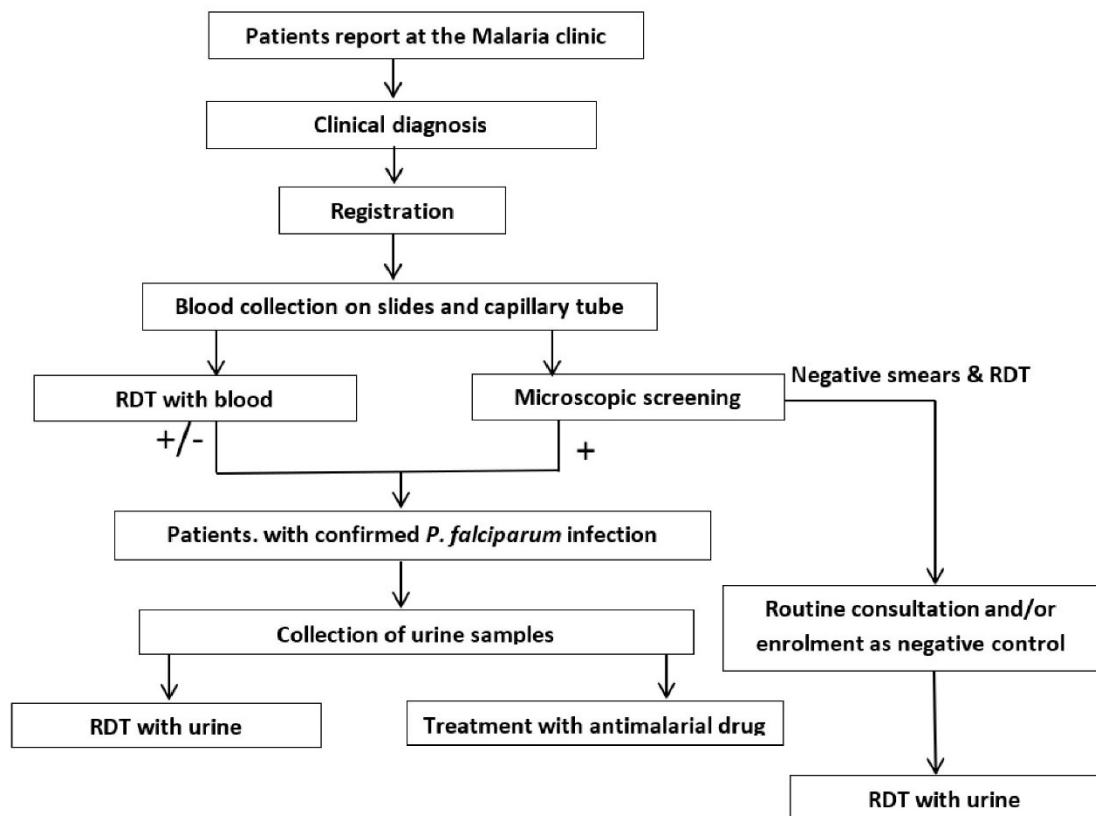 Patients report at the Malaria clinic
Clinical diagnosis
Registration
Blood collection on slides and capillary tube
RDT with blood
Microscopic screening
Negative smears & RDT
+/-
+
Patients. with confirmed P. falciparum infection
Collection of urine samples
Routine consultation and/or
enrolment as negative control
RDT with urine
Treatment with antimalarial drug
RDT with urine